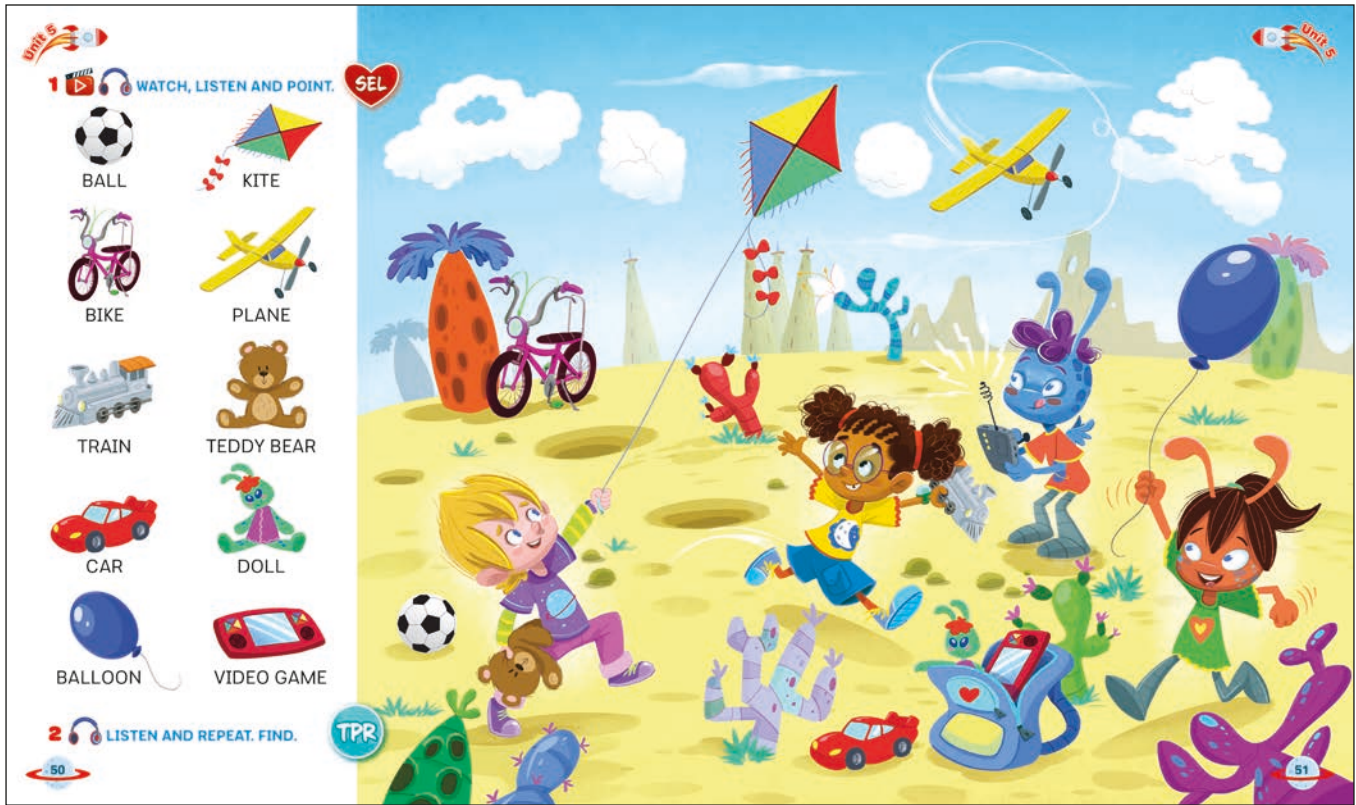 Unit 5
1 WATCH, LISTEN AND POINT.
SEL
BALL
KITE
BIKE
PLANE
TRAIN
TEDDY BEAR
CAR
DOLL
BALLOON
VIDEO GAME
2 LISTEN AND REPEAT. FIND.
TPR
50
Unit 5
51